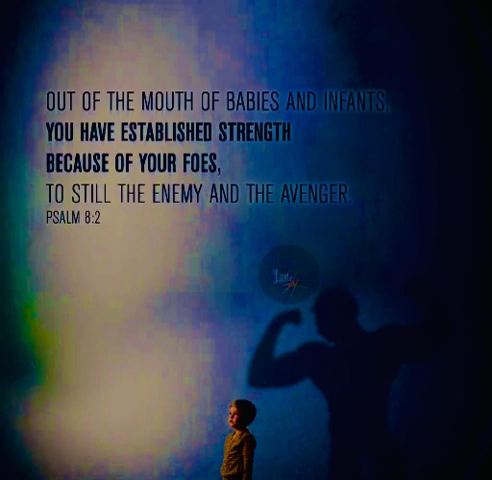 OUT OF THE MOUTH OF BABIES AND INFANTS,
YOU HAVE ESTABLISHED STRENGTH
BECAUSE OF YOUR FOES,
TO STILL THE ENEMY AND THE AVENGER.
PSALM 8:2